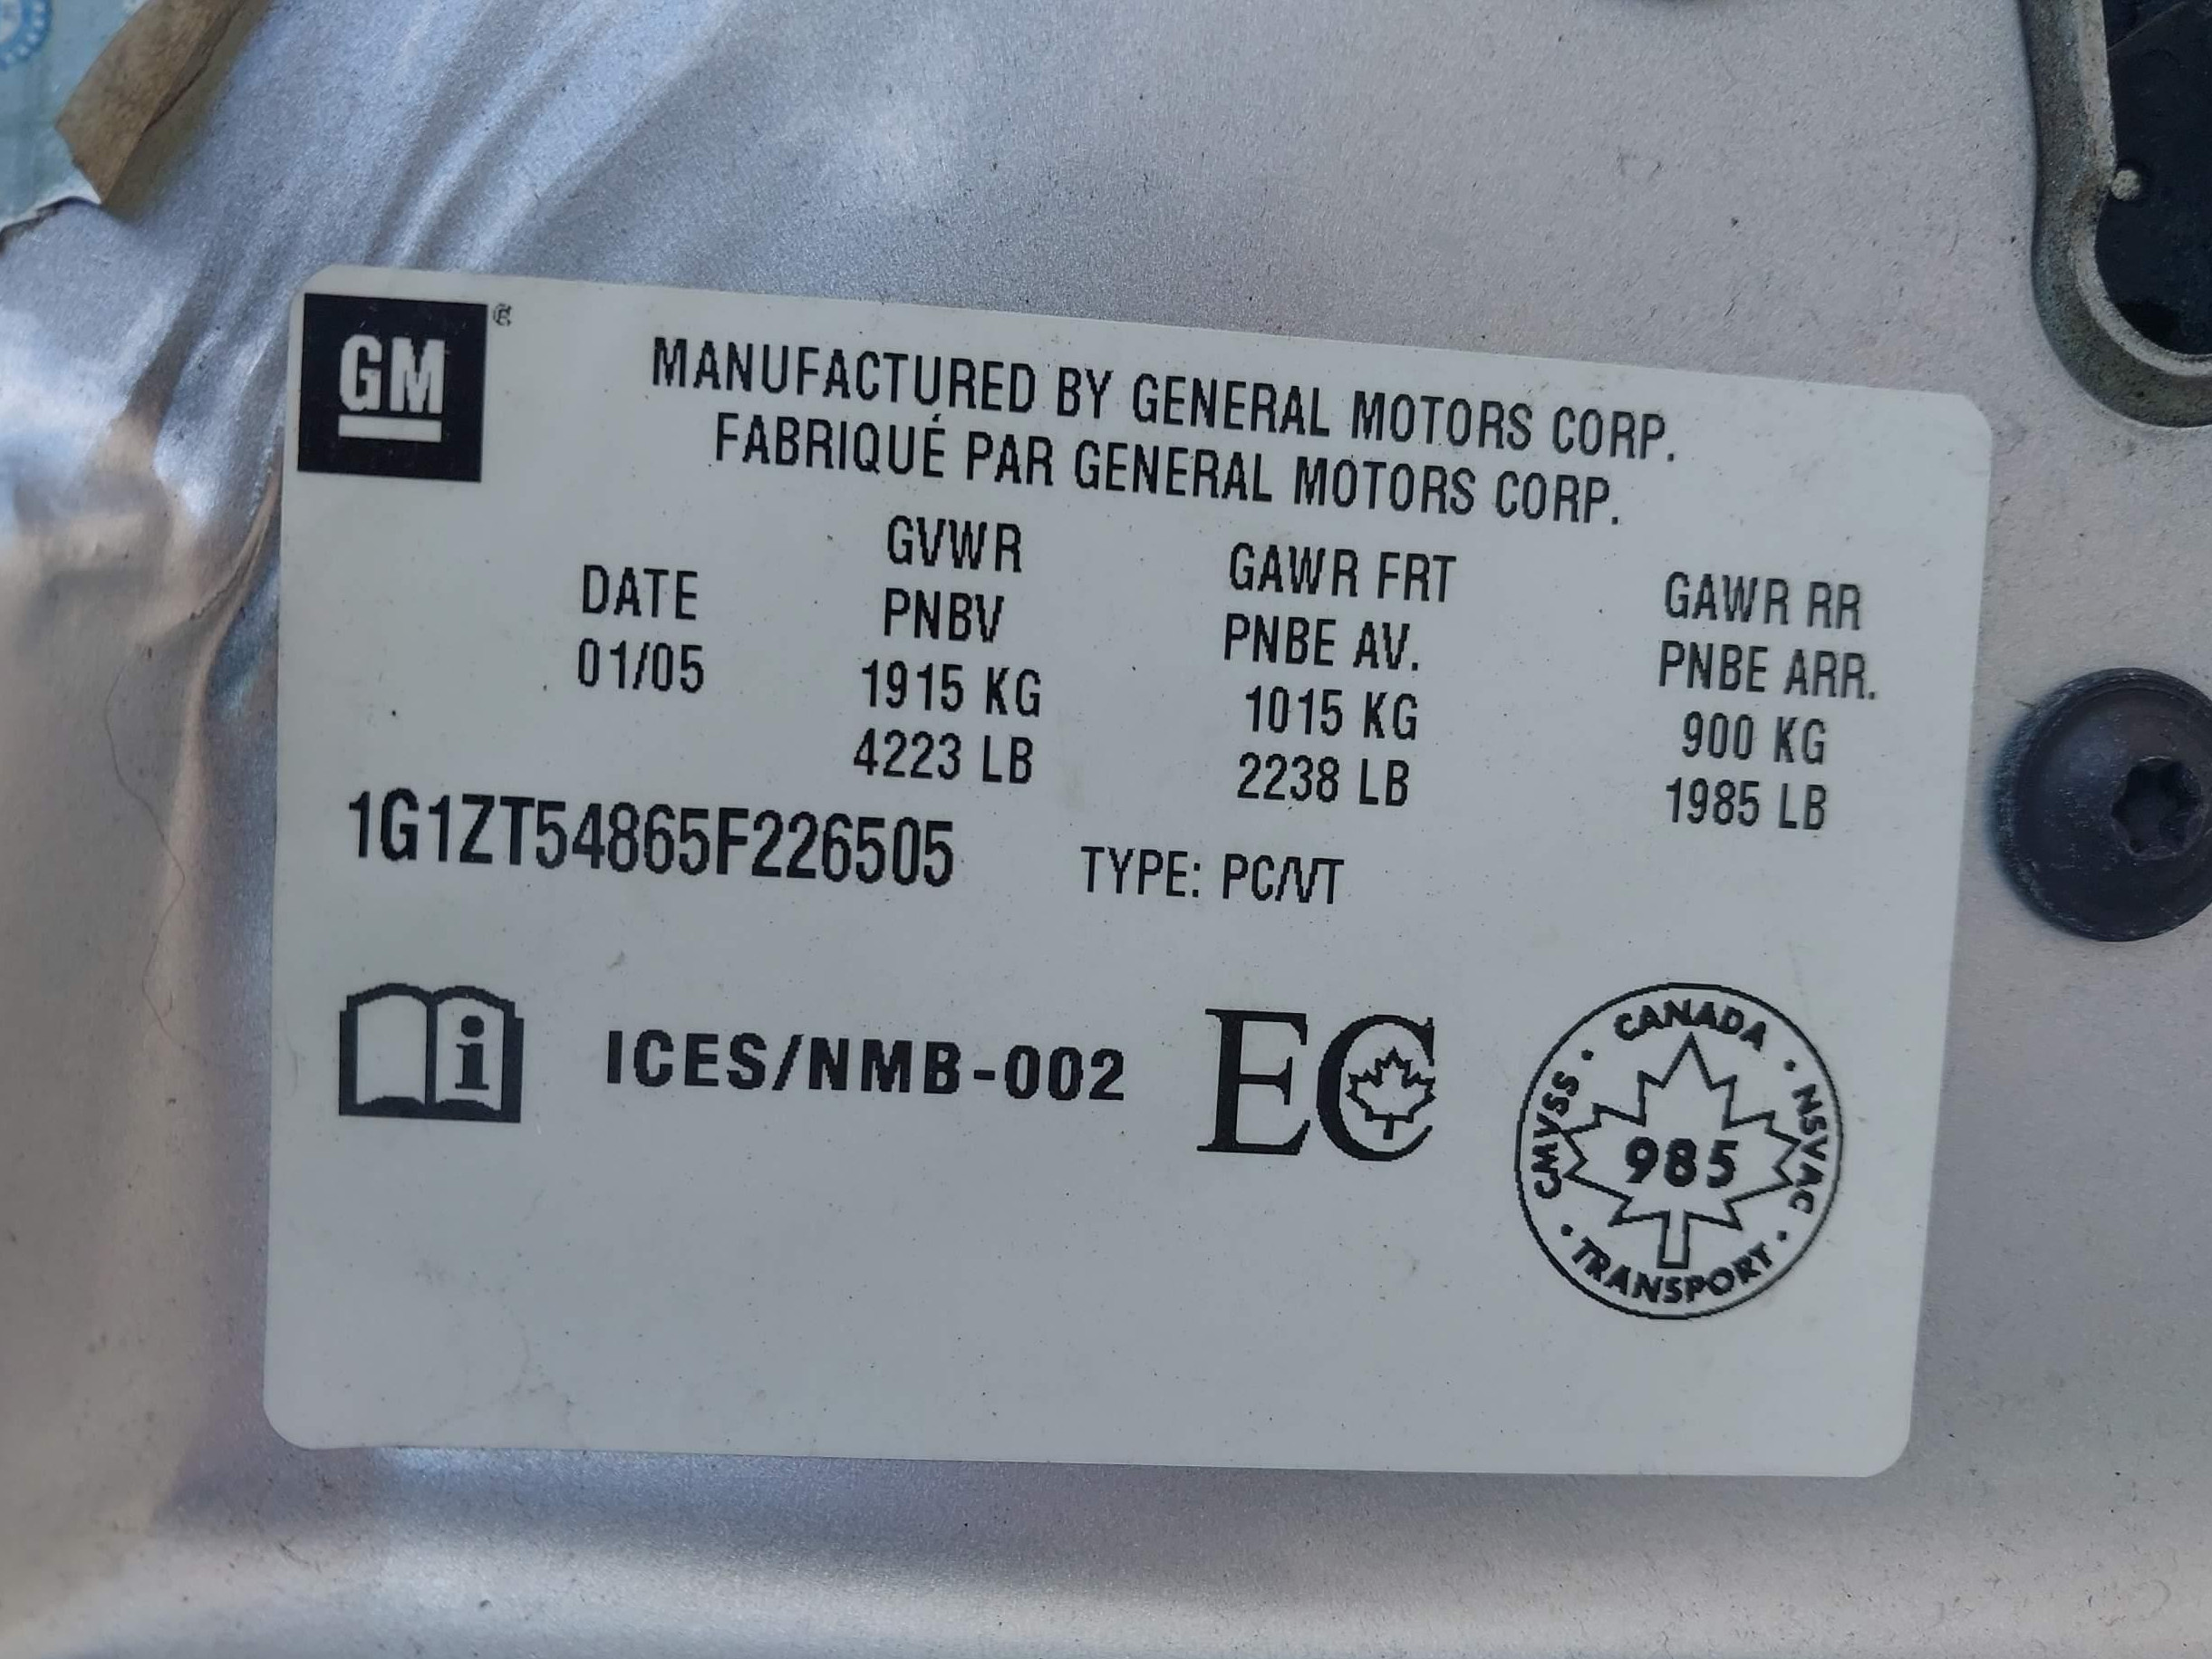 GM ®
MANUFACTURED BY GENERAL MOTORS CORP.
FABRIQUÉ PAR GENERAL MOTORS CORP.
DATE
01/05
GVWR
PNBV
1915 KG
4223 LB
GAWR FRT
PNBE AV.
1015 KG
2238 LB
GAWR RR
PNBE ARR.
900 KG
1985 LB
1G1ZT54865F226505 TYPE: PC/VT
i
ICES/NMB-002
EC
CANADA · NSVAC · TRANSPORT · CMVSS ·
985